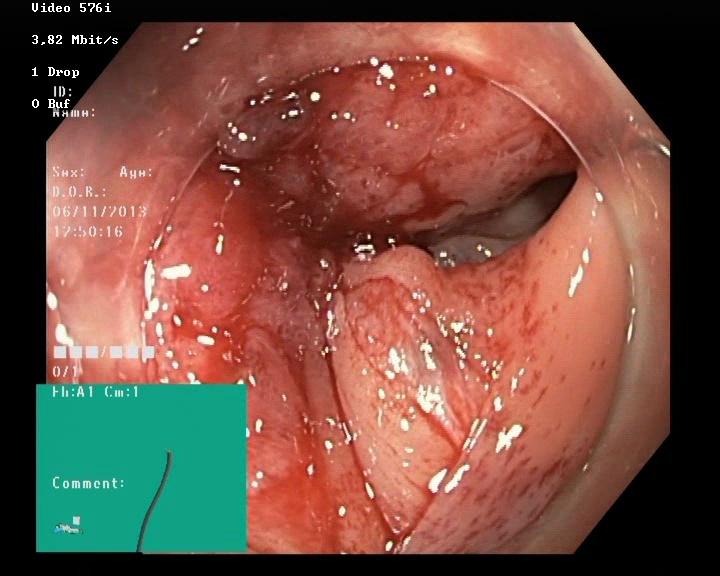 Video 576i
3,82 Mbit/s
1 Drop
ID:
0 Buf
Name:
Sex: Age:
D.O.B.:
06/11/2013
17:50:16
0/1
Eh:A1 Cm:1
Comment: